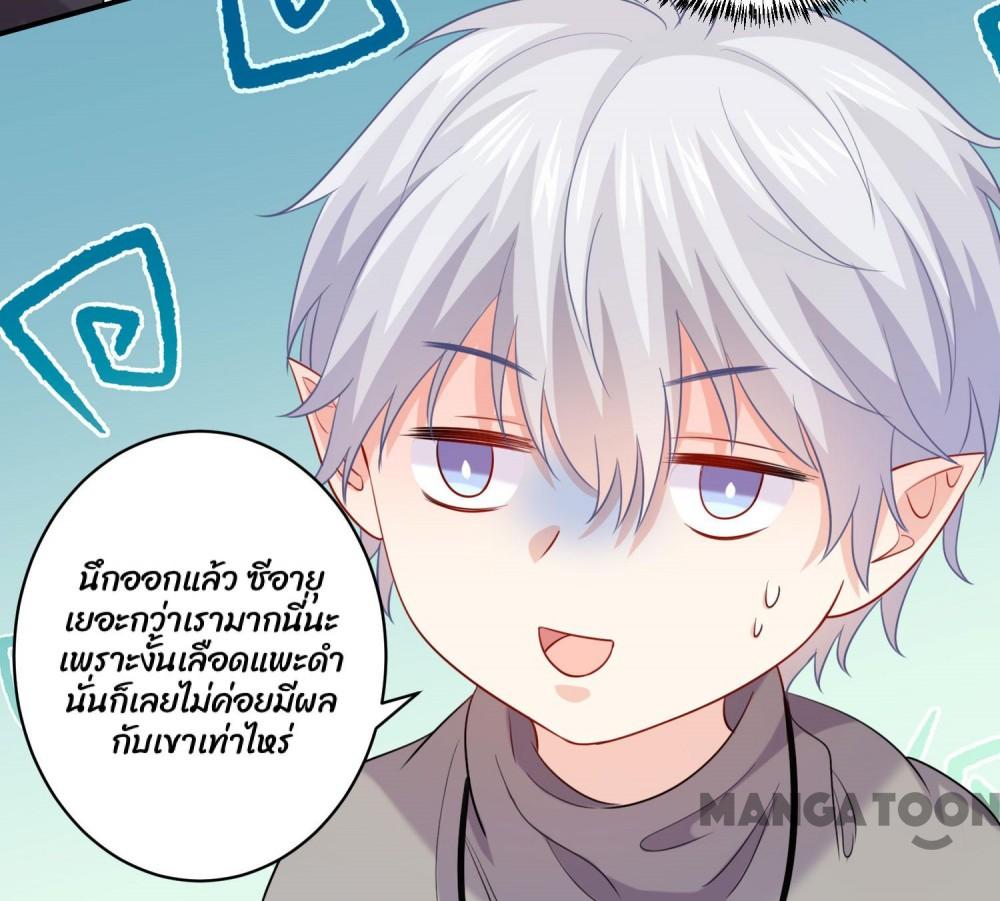 นึกออกแล้ว ซีอายุ
เยอะกว่าเรามากนี่นะ
เพราะงั้นเลือดแพะดำ
นั่นก็เลยไม่ค่อยมีผล
กับเขาเท่าไหร่
MANGATOON